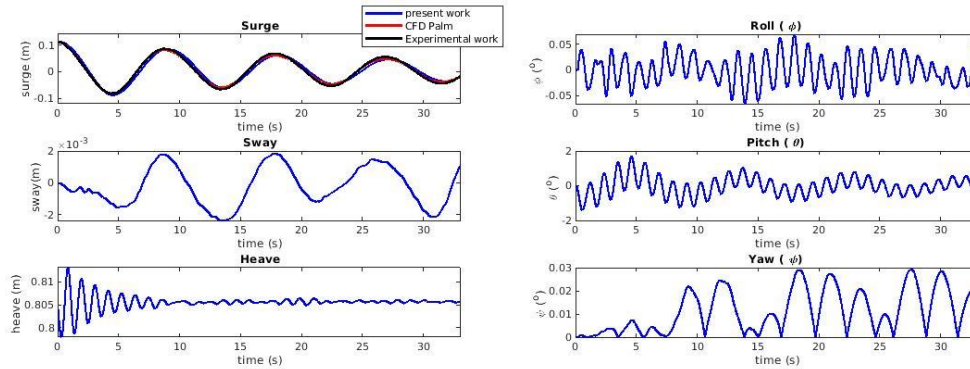 present work
CFD Palm
Experimental work
Surge
surge (m)
0.1
0
-0.1
0 5 10 15 20 25 30
time (s)
Sway
×10⁻³
sway(m)
2
0
-2
0 5 10 15 20 25 30
time (s)
Heave
heave (m)
0.81
0.805
0.8
0 5 10 15 20 25 30
time (s)
Roll ( ϕ)
ϕ (°)
0.05
0
-0.05
0 5 10 15 20 25 30
time (s)
Pitch ( θ)
θ (°)
2
0
-2
0 5 10 15 20 25 30
time (s)
Yaw ( ψ)
ψ (°)
0.03
0.02
0.01
0
0 5 10 15 20 25 30
time (s)